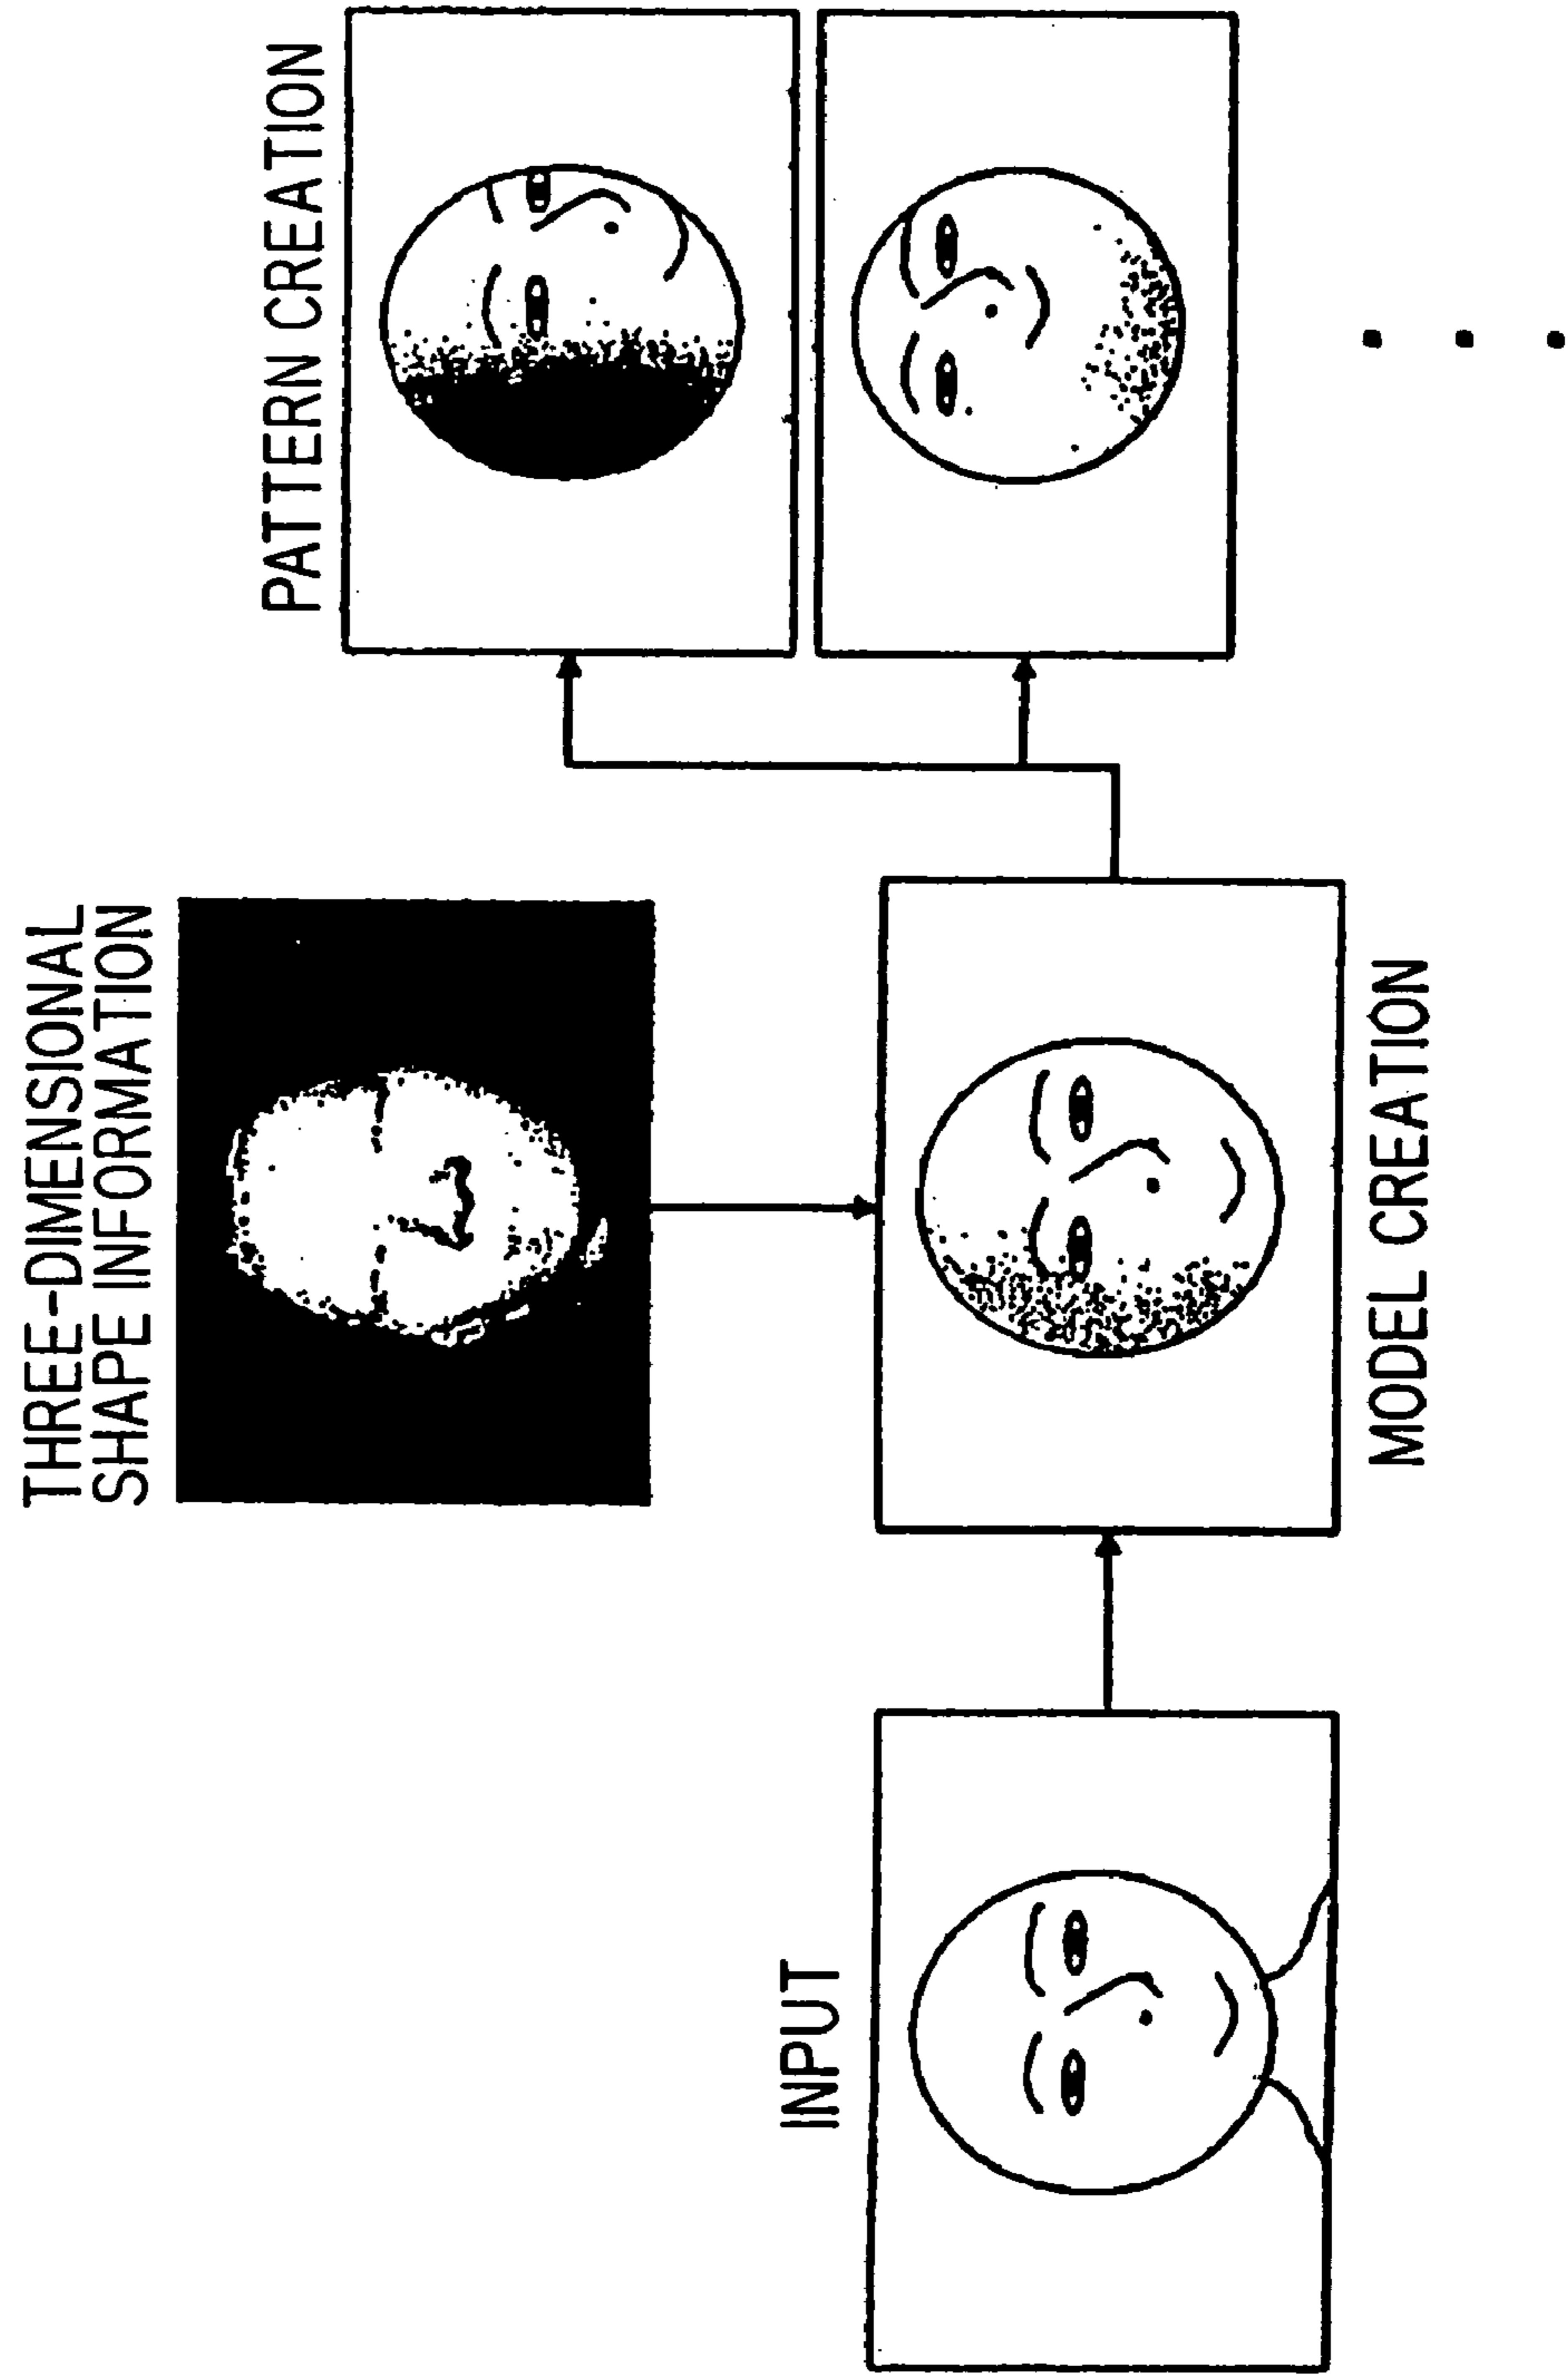 INPUT
THREE-DIMENSIONAL
SHAPE INFORMATION
MODEL CREATION
PATTERN CREATION